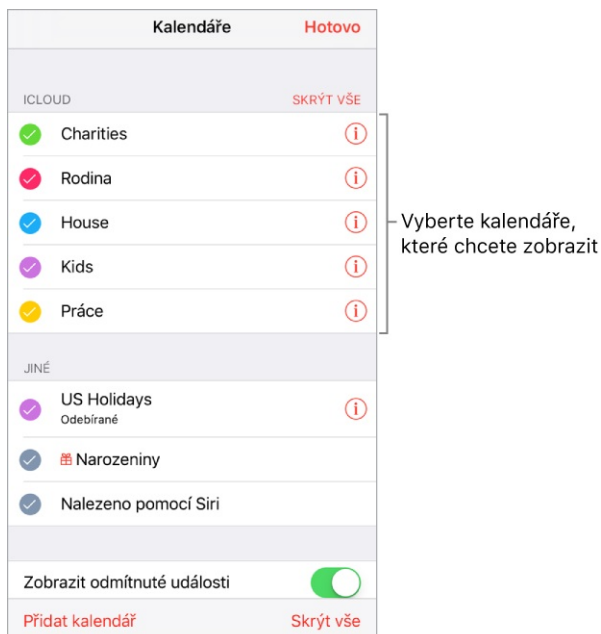 Kalendáře
Hotovo
ICLOUD
SKRÝT VŠE
Charities
Rodina
House
Kids
Práce
Vyberte kalendáře,
které chcete zobrazit
JINÉ
US Holidays
Odebírané
Narozeniny
Nalezeno pomocí Siri
Zobrazit odmítnuté události
Přidat kalendář
Skrýt vše